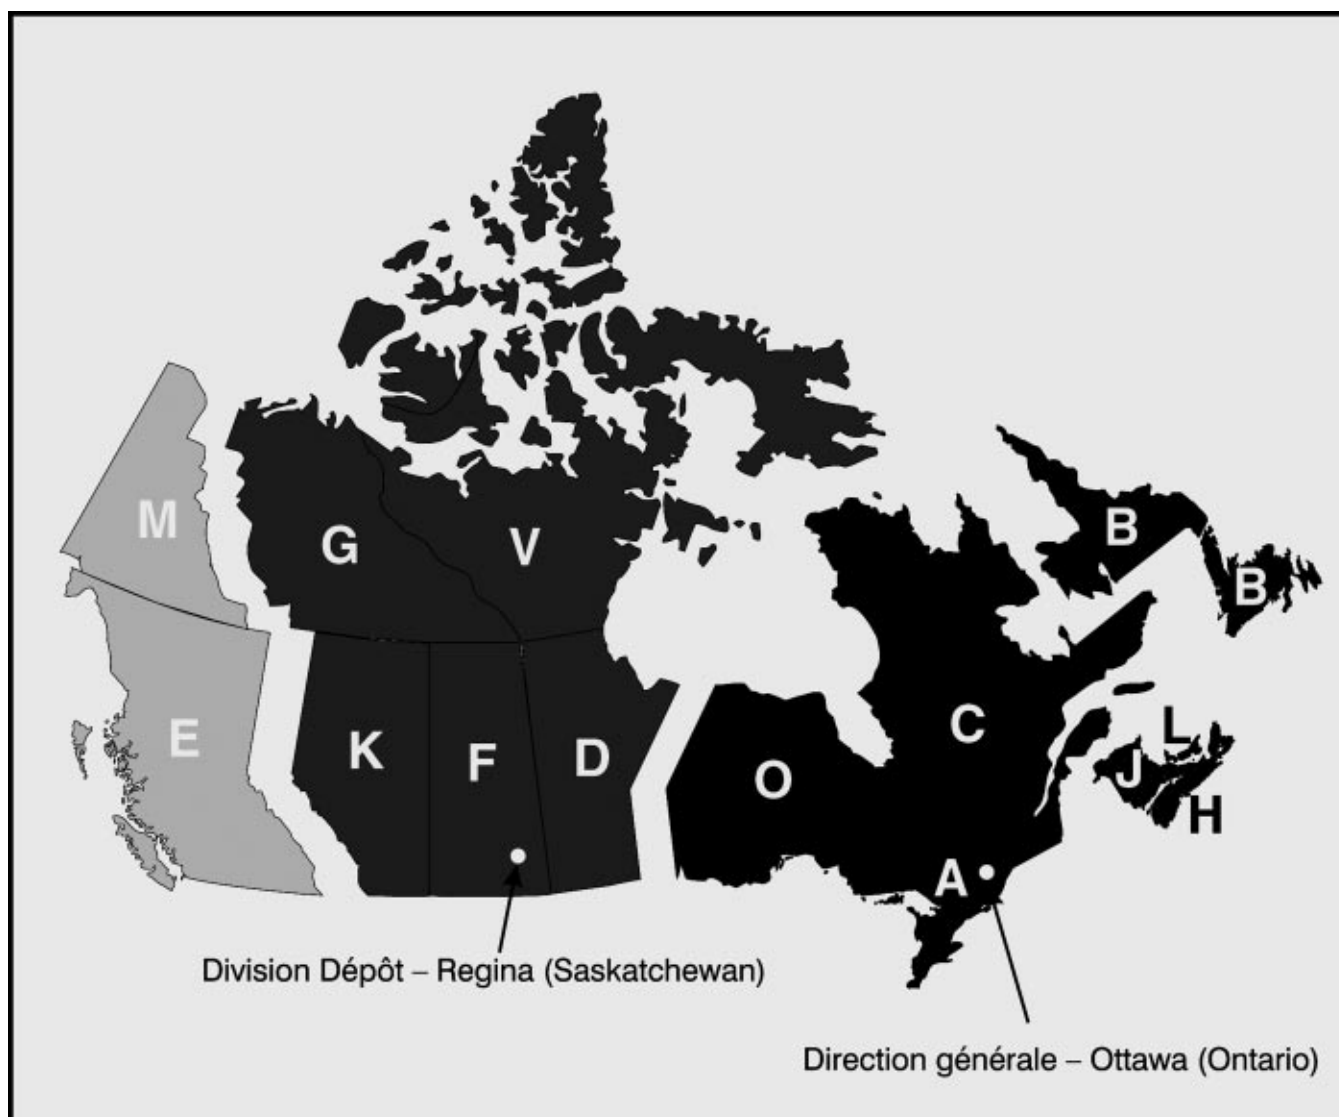 M
G
V
B
B
E
K
F
D
O
C
L
J
H
A
Division Dépôt – Regina (Saskatchewan)
Direction générale – Ottawa (Ontario)